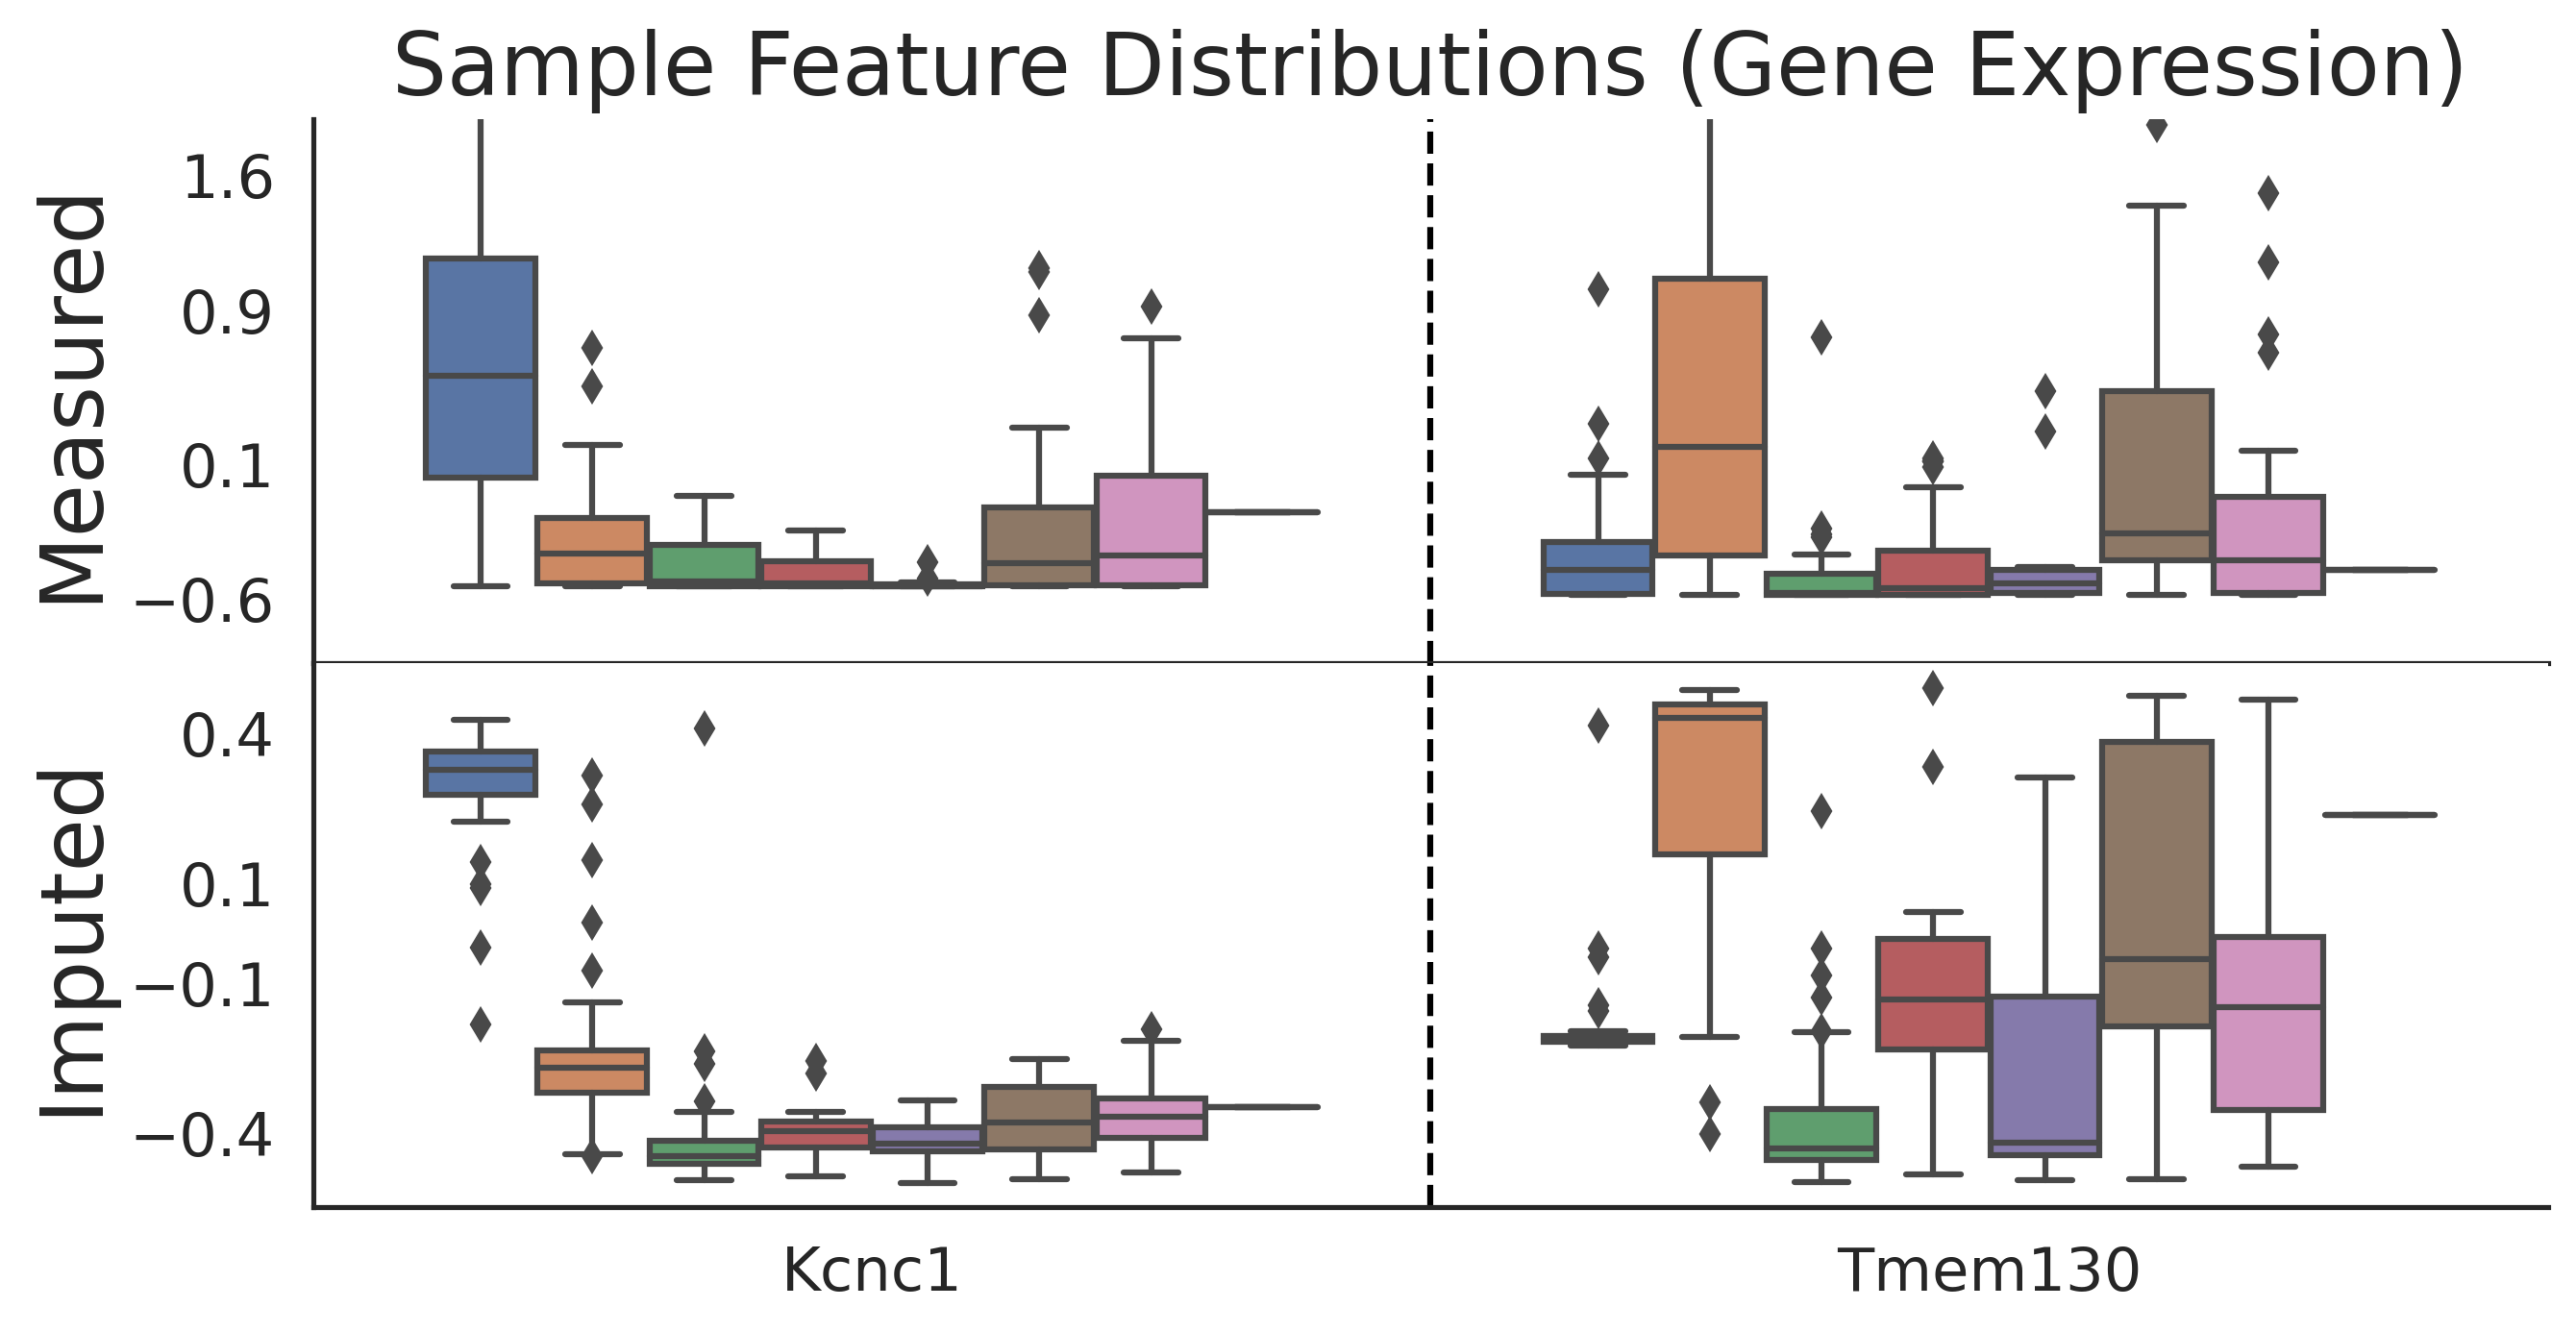 Sample Feature Distributions (Gene Expression)
Measured
1.6
0.9
0.1
−0.6
Imputed
0.4
0.1
−0.1
−0.4
Kcnc1
Tmem130